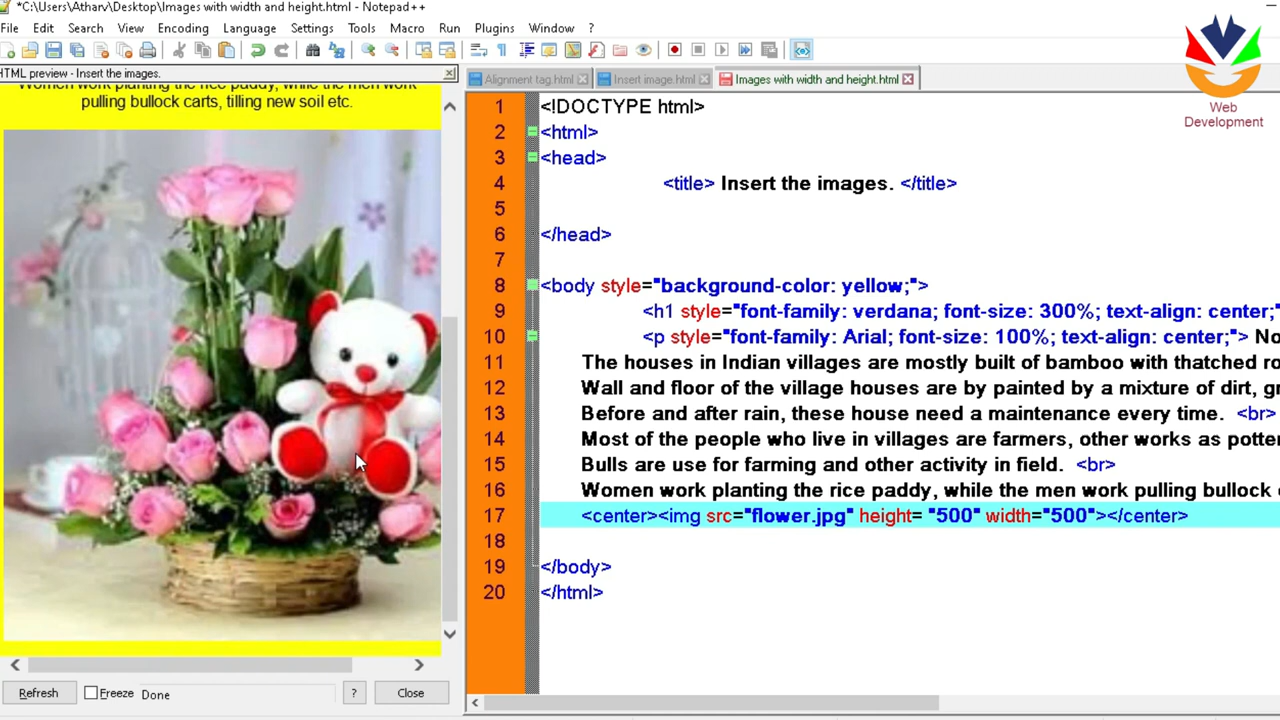 *C:\Users\Atharv\Desktop\Images with width and height.html - Notepad++
File Edit Search View Encoding Language Settings Tools Macro Run Plugins Window ?
HTML preview - Insert the images.
Alignment tag.html
Insert image.html
Images with width and height.html
Web
Development
Women work planting the rice paddy, while the men work
pulling bullock carts, tilling new soil etc.
1 <!DOCTYPE html>
2 <html>
3 <head>
4 <title> Insert the images. </title>
5
6 </head>
7
8 <body style="background-color: yellow;">
9 <h1 style="font-family: verdana; font-size: 300%; text-align: center;"
10 <p style="font-family: Arial; font-size: 100%; text-align: center;"> No
11 The houses in Indian villages are mostly built of bamboo with thatched ro
12 Wall and floor of the village houses are by painted by a mixture of dirt, gr
13 Before and after rain, these house need a maintenance every time. <br>
14 Most of the people who live in villages are farmers, other works as potter
15 Bulls are use for farming and other activity in field. <br>
16 Women work planting the rice paddy, while the men work pulling bullock
17 <center><img src="flower.jpg" height= "500" width="500"></center>
18
19 </body>
20 </html>
Refresh Freeze Done ? Close